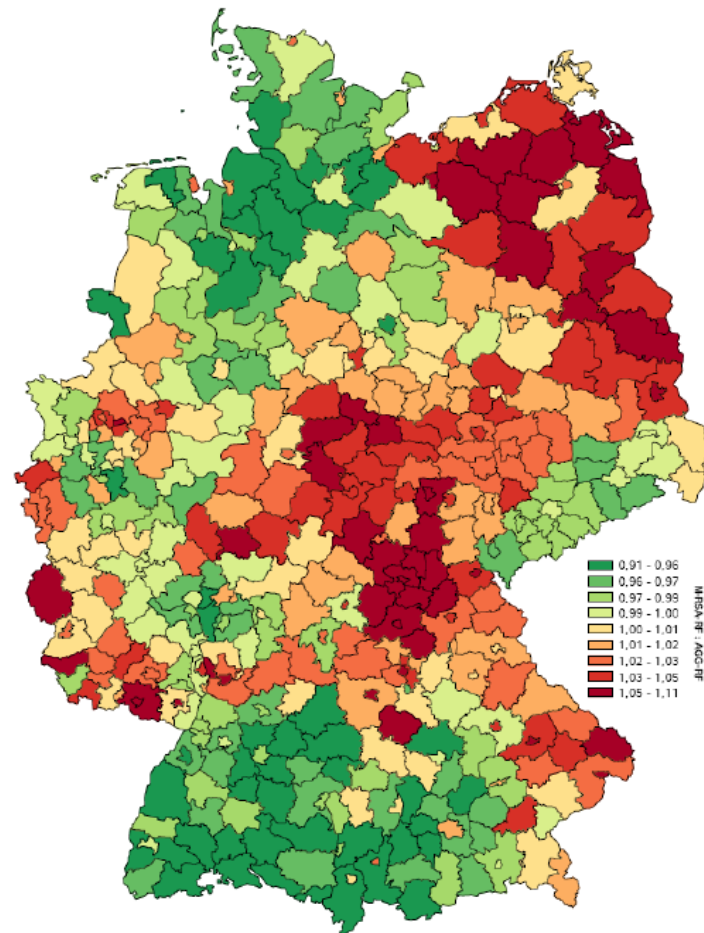 0,91 - 0,96
0,96 - 0,97
0,97 - 0,99
0,99 - 1,00
1,00 - 1,01
1,01 - 1,02
1,02 - 1,03
1,03 - 1,05
1,05 - 1,11
M-RSA RF : AGG-RF